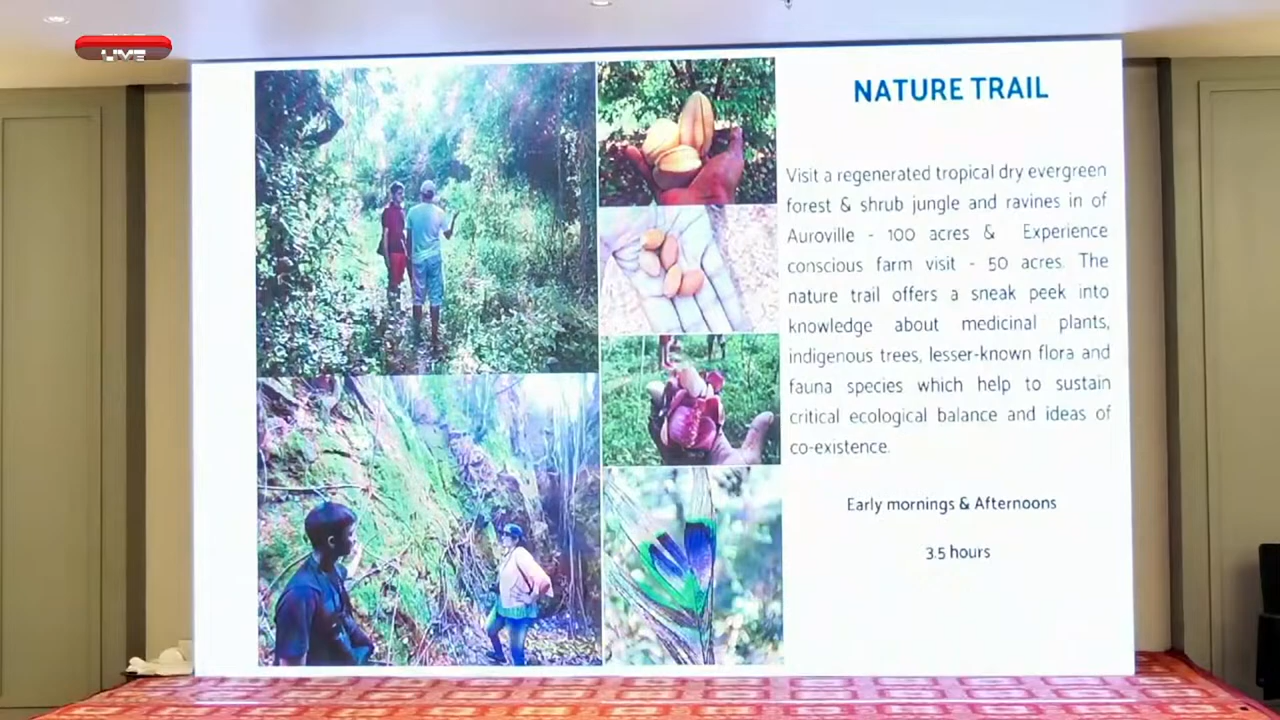 LIVE
NATURE TRAIL
Visit a regenerated tropical dry evergreen
forest & shrub jungle and ravines in of
Auroville - 100 acres & Experience
conscious farm visit - 50 acres. The
nature trail offers a sneak peek into
knowledge about medicinal plants,
indigenous trees, lesser-known flora and
fauna species which help to sustain
critical ecological balance and ideas of
co-existence.
Early mornings & Afternoons
3.5 hours